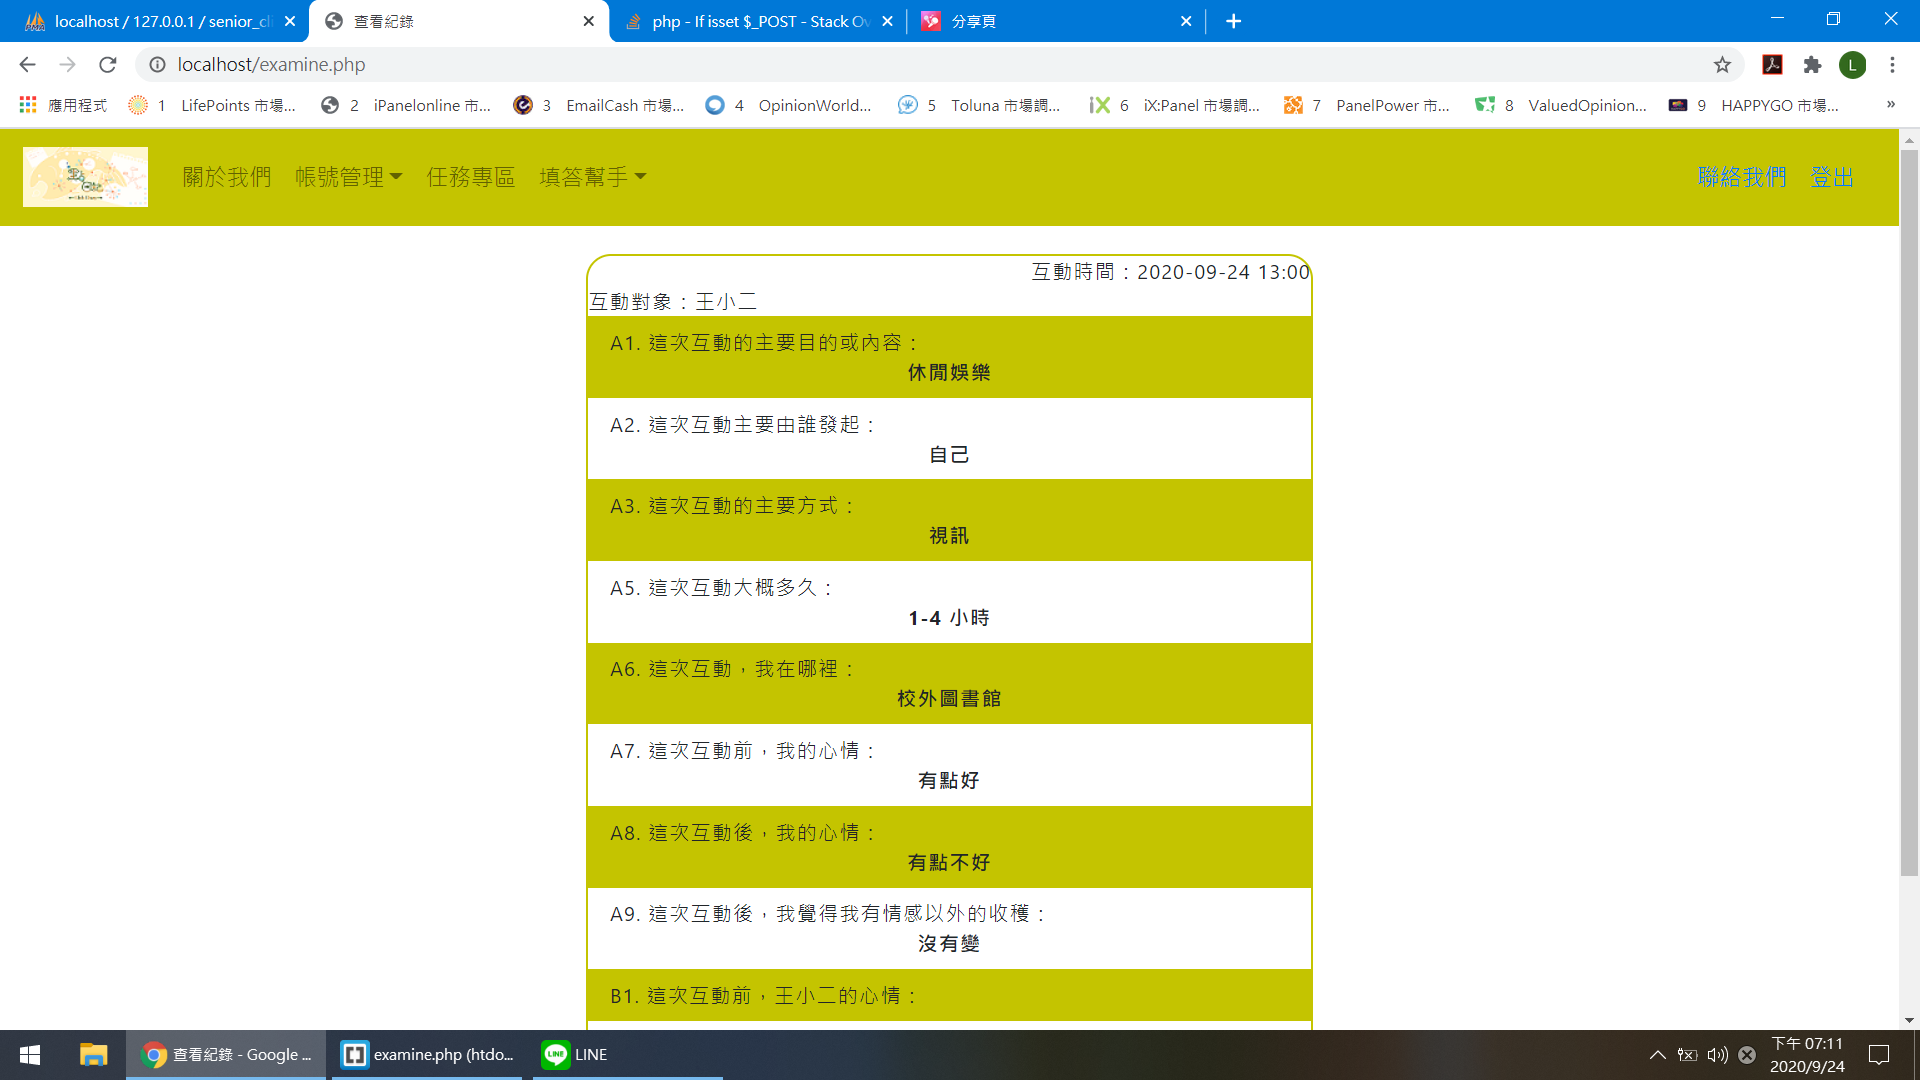 localhost / 127.0.0.1 / senior_cli
查看紀錄
php - If isset $_POST - Stack Ov
分享頁
localhost/examine.php
L
應用程式
1 LifePoints 市場...
2 iPanelonline 市...
3 EmailCash 市場...
4 OpinionWorld...
5 Toluna 市場調...
6 iX:Panel 市場調...
7 PanelPower 市...
8 ValuedOpinion...
9 HAPPYGO 市場...
»
關於我們 帳號管理 任務專區 填答幫手
聯絡我們 登出
互動時間：2020-09-24 13:00
互動對象：王小二
A1. 這次互動的主要目的或內容：
休閒娛樂
A2. 這次互動主要由誰發起：
自己
A3. 這次互動的主要方式：
視訊
A5. 這次互動大概多久：
1-4 小時
A6. 這次互動，我在哪裡：
校外圖書館
A7. 這次互動前，我的心情：
有點好
A8. 這次互動後，我的心情：
有點不好
A9. 這次互動後，我覺得我有情感以外的收穫：
沒有變
B1. 這次互動前，王小二的心情：
查看紀錄 - Google ...
examine.php (htdo...
LINE
下午 07:11
2020/9/24